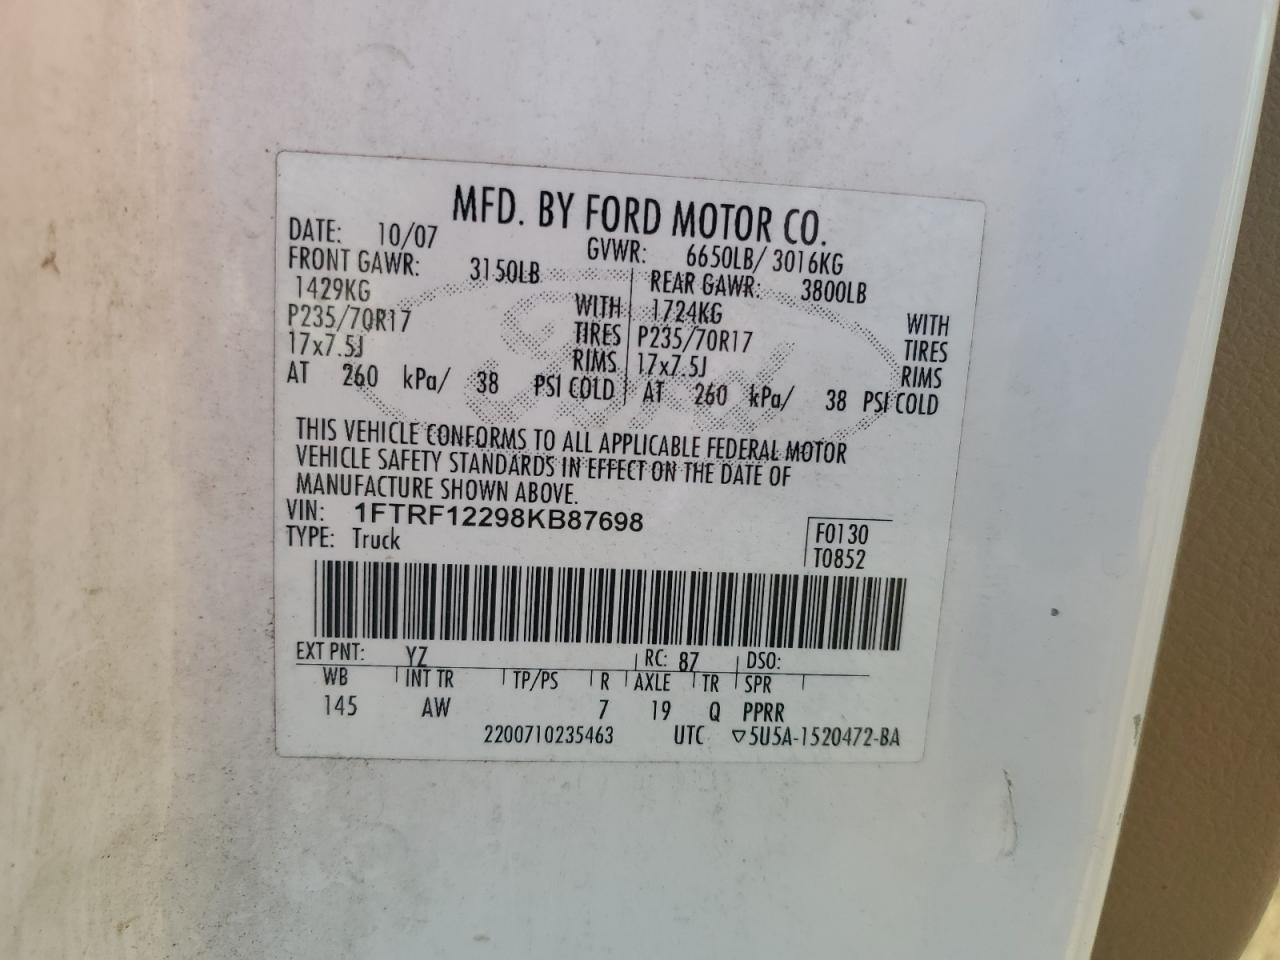 MFD. BY FORD MOTOR CO.
DATE: 10/07 GVWR: 6650LB/ 3016KG
FRONT GAWR: 3150LB REAR GAWR: 3800LB
1429KG WITH 1724KG WITH
P235/70R17 TIRES P235/70R17 TIRES
17x7.5J RIMS 17x7.5J RIMS
AT 260 kPa/ 38 PSI COLD AT 260 kPa/ 38 PSI COLD
THIS VEHICLE CONFORMS TO ALL APPLICABLE FEDERAL MOTOR
VEHICLE SAFETY STANDARDS IN EFFECT ON THE DATE OF
MANUFACTURE SHOWN ABOVE.
VIN: 1FTRF12298KB87698
TYPE: Truck
F0130
T0852
EXT PNT: YZ RC: 87 DSO:
WB INT TR TP/PS R AXLE TR SPR
145 AW 7 19 Q PPRR
2200710235463 UTC ▽5U5A-1520472-BA
Ford